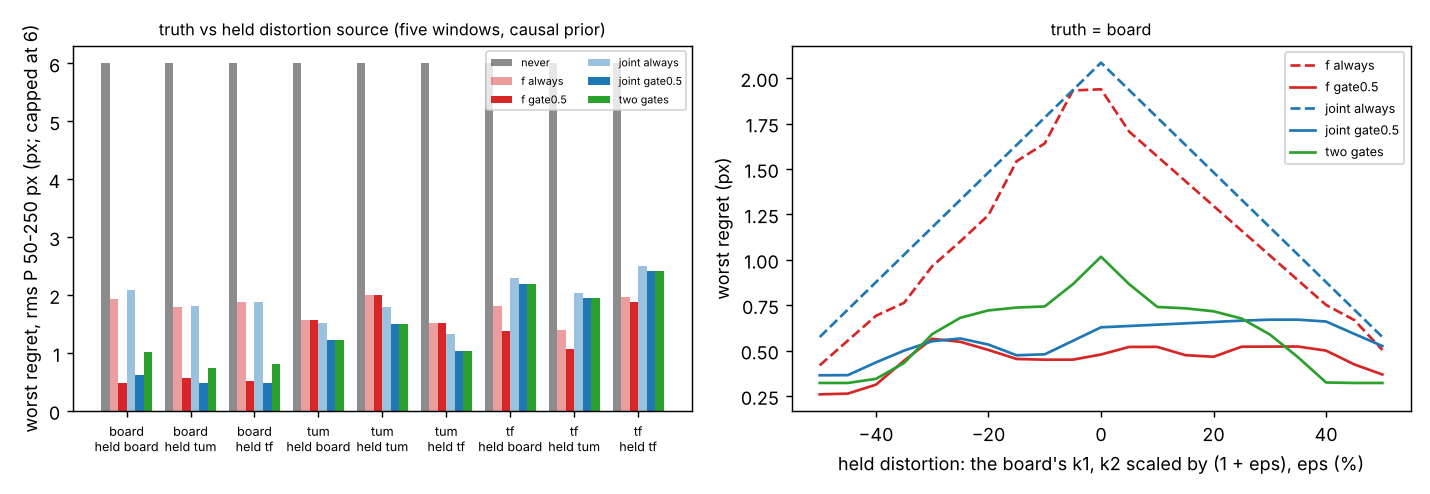 truth vs held distortion source (five windows, causal prior)
worst regret, rms P 50-250 px (px; capped at 6)
6
5
4
3
2
1
0
never
f always
f gate0.5
joint always
joint gate0.5
two gates
board
held board
board
held tum
board
held tf
tum
held board
tum
held tum
tum
held tf
tf
held board
tf
held tum
tf
held tf
truth = board
worst regret (px)
2.00
1.75
1.50
1.25
1.00
0.75
0.50
0.25
f always
f gate0.5
joint always
joint gate0.5
two gates
−40
−20
0
20
40
held distortion: the board's k1, k2 scaled by (1 + eps), eps (%)